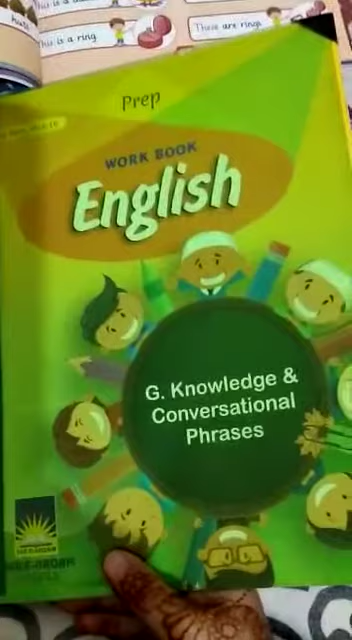 This is a ring
These are rings
Prep
WORK BOOK
English
G. Knowledge &
Conversational
Phrases